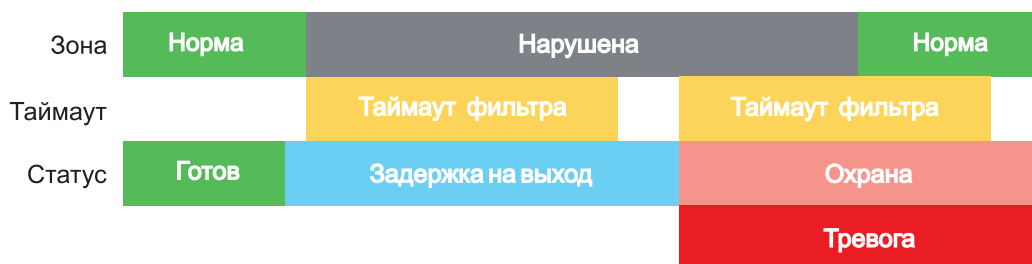 Зона Норма Нарушена Норма
Таймаут Таймаут фильтра Таймаут фильтра
Статус Готов Задержка на выход Охрана
Тревога